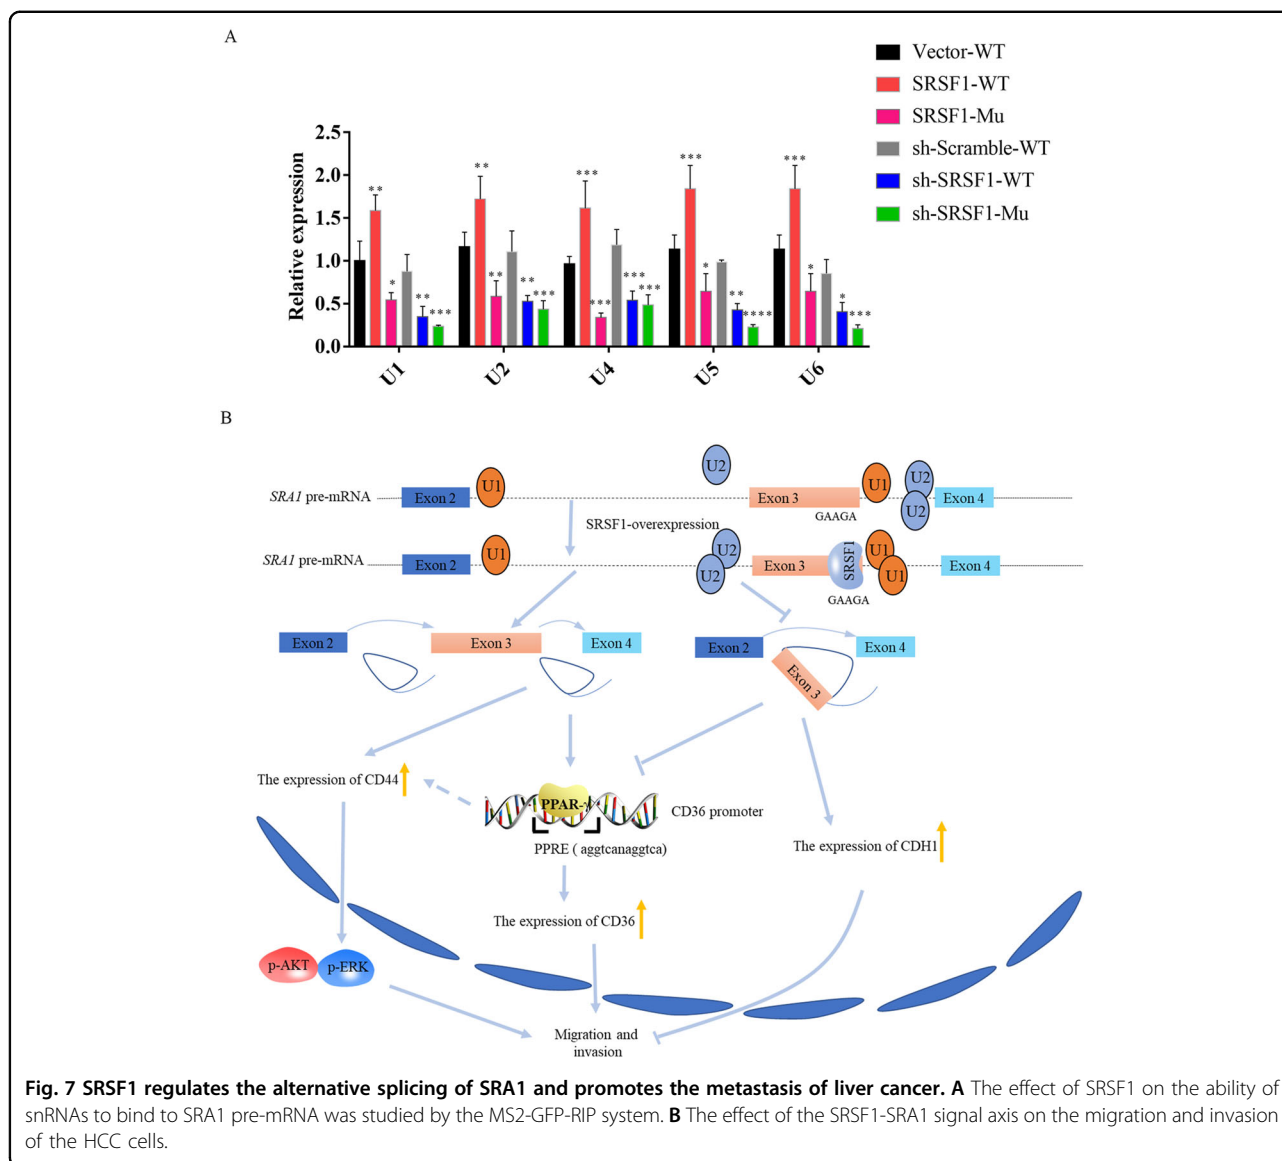 A
Vector-WT
SRSF1-WT
SRSF1-Mu
sh-Scramble-WT
sh-SRSF1-WT
sh-SRSF1-Mu
Relative expression
2.5
2.0
1.5
1.0
0.5
0.0
** ** *** *** ***
* ** *** * *
** ** *** ** *
*** *** *** **** ***
U1 U2 U4 U5 U6
B
U2
SRA1 pre-mRNA Exon 2 U1 Exon 3 U1 U2 U2 Exon 4
GAAGA
SRSF1-overexpression
SRA1 pre-mRNA Exon 2 U1 U2 U2 Exon 3 SRSF1 U1 U1 Exon 4
GAAGA
Exon 2 Exon 3 Exon 4 Exon 2 Exon 4
Exon 3
The expression of CD44
PPAR-γ
CD36 promoter
PPRE ( aggtcanaggtca)
The expression of CDH1
The expression of CD36
p-AKT p-ERK
Migration and
invasion
Fig. 7 SRSF1 regulates the alternative splicing of SRA1 and promotes the metastasis of liver cancer. A The effect of SRSF1 on the ability of
snRNAs to bind to SRA1 pre-mRNA was studied by the MS2-GFP-RIP system. B The effect of the SRSF1-SRA1 signal axis on the migration and invasion
of the HCC cells.